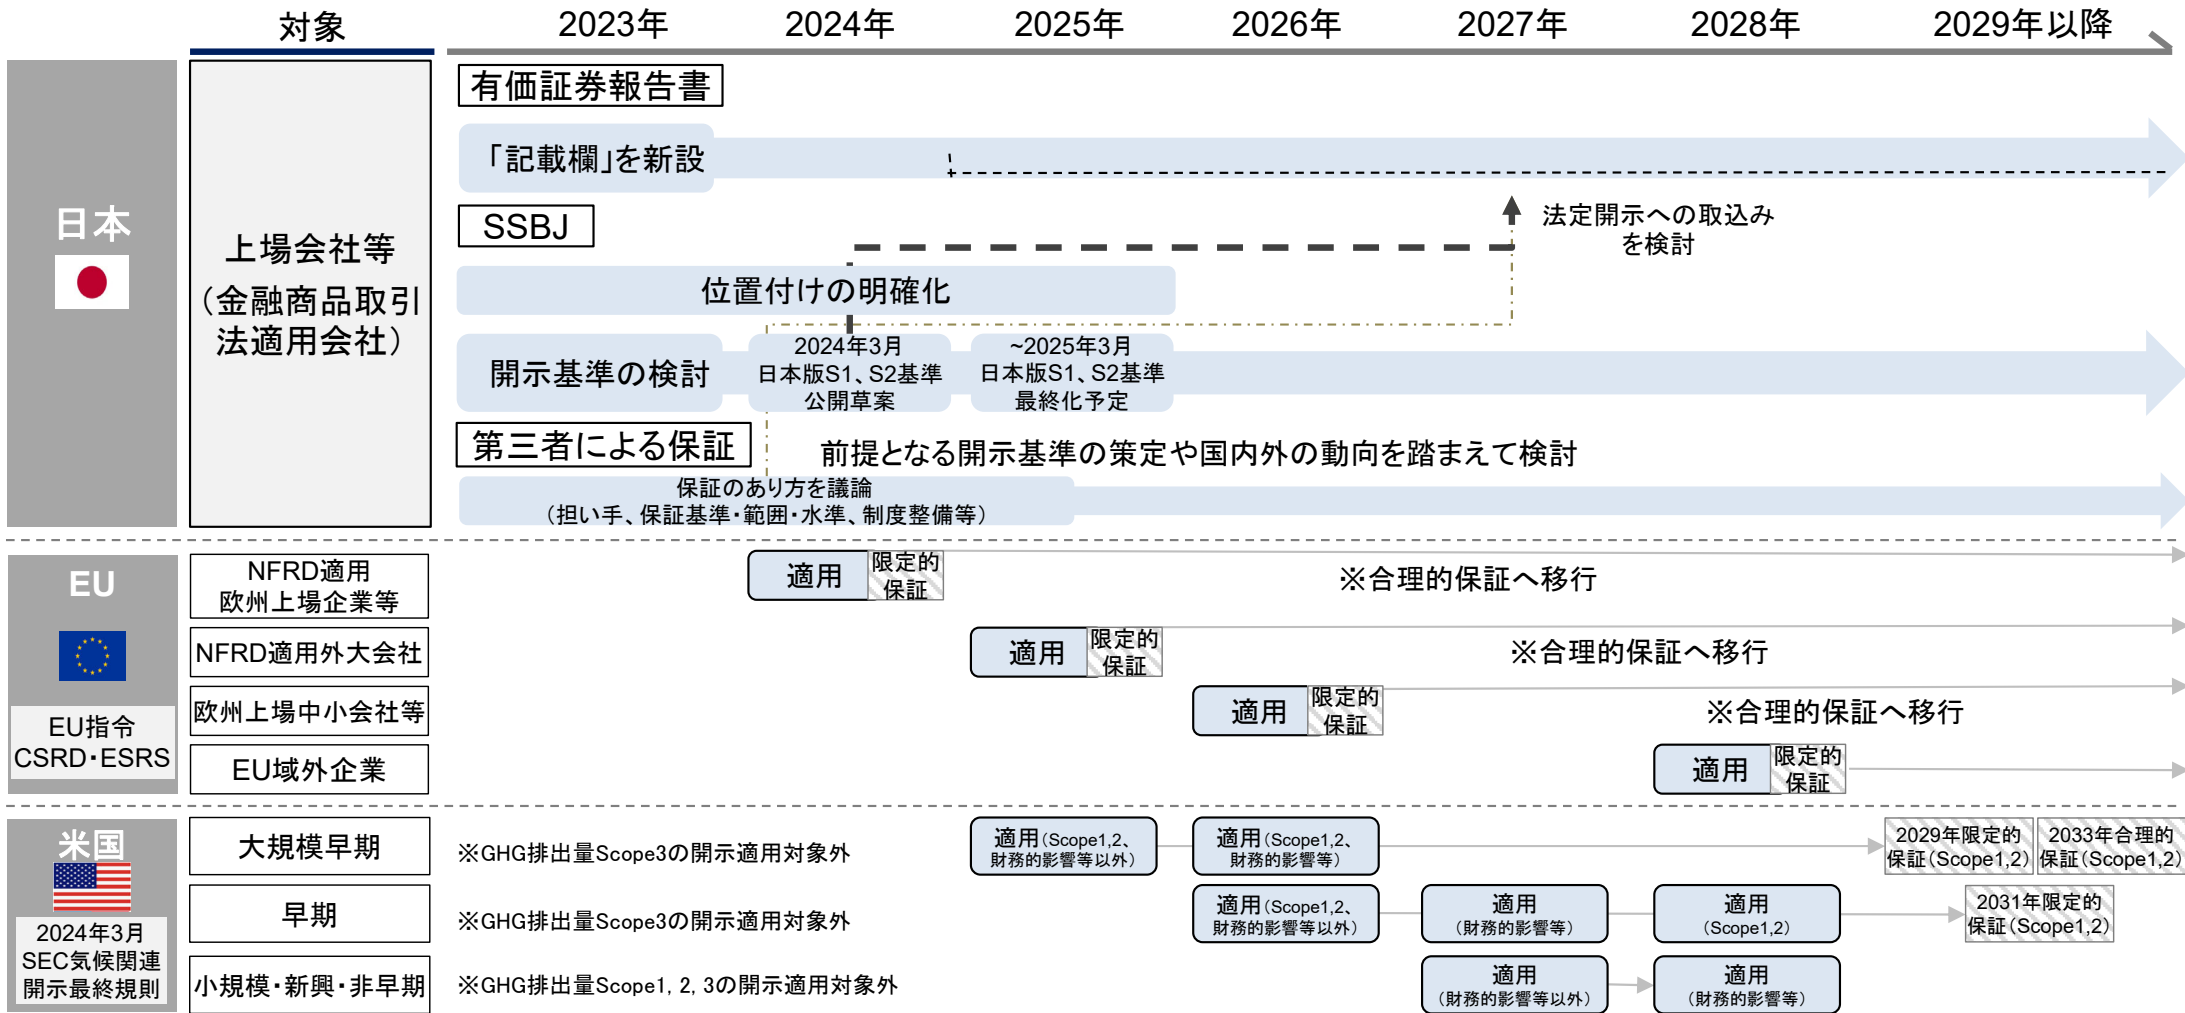 対象
2023年
2024年
2025年
2026年
2027年
2028年
2029年以降
日本
上場会社等
（金融商品取引
法適用会社）
有価証券報告書
「記載欄」を新設
SSBJ
法定開示への取込み
を検討
位置付けの明確化
開示基準の検討
2024年3月
日本版S1、S2基準
公開草案
~2025年3月
日本版S1、S2基準
最終化予定
第三者による保証
前提となる開示基準の策定や国内外の動向を踏まえて検討
保証のあり方を議論
（担い手、保証基準・範囲・水準、制度整備等）
EU
EU指令
CSRD・ESRS
NFRD適用
欧州上場企業等
適用
限定的
保証
※合理的保証へ移行
NFRD適用外大会社
適用
限定的
保証
※合理的保証へ移行
欧州上場中小会社等
適用
限定的
保証
※合理的保証へ移行
EU域外企業
適用
限定的
保証
米国
2024年3月
SEC気候関連
開示最終規則
大規模早期
※GHG排出量Scope3の開示適用対象外
適用（Scope1,2、
財務的影響等以外）
適用（Scope1,2、
財務的影響等）
2029年限定的
保証（Scope1,2）
2033年合理的
保証（Scope1,2）
早期
※GHG排出量Scope3の開示適用対象外
適用（Scope1,2、
財務的影響等以外）
適用
（財務的影響等）
適用
（Scope1,2）
2031年限定的
保証（Scope1,2）
小規模・新興・非早期
※GHG排出量Scope1, 2, 3の開示適用対象外
適用
（財務的影響等以外）
適用
（財務的影響等）